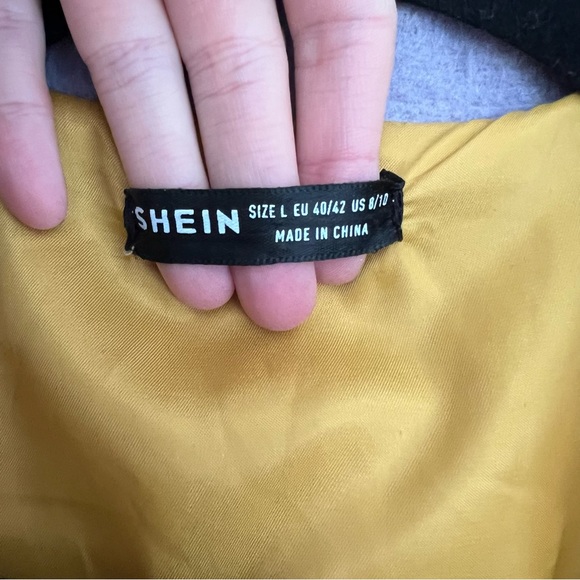 SHEIN
SIZE L EU 40/42 US 8/10
MADE IN CHINA